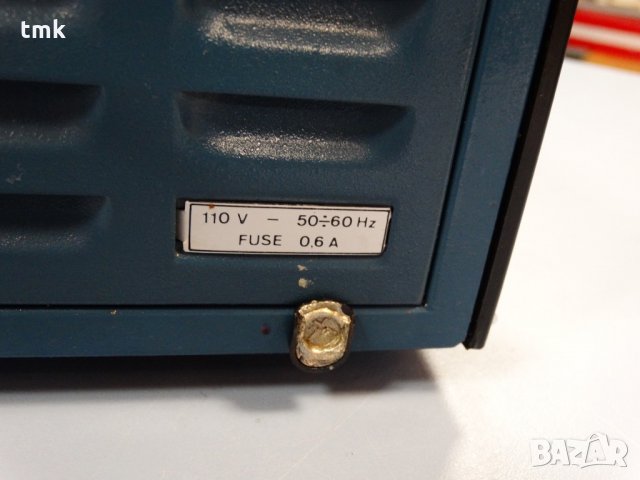 tmk
110 V – 50÷60 Hz
FUSE 0,6 A
BAZAR